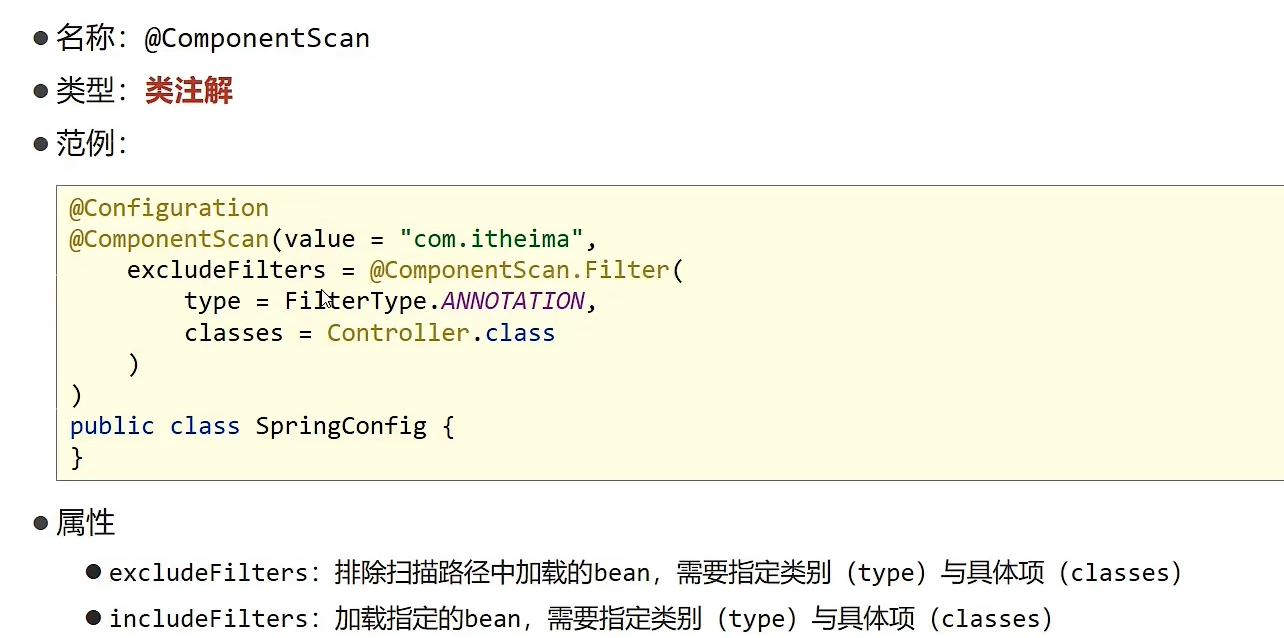 名称：@ComponentScan
类型：类注解
范例：
@Configuration
@ComponentScan(value = "com.itheima",
    excludeFilters = @ComponentScan.Filter(
        type = FilterType.ANNOTATION,
        classes = Controller.class
    )
)
public class SpringConfig {
}
属性
excludeFilters：排除扫描路径中加载的bean，需要指定类别（type）与具体项（classes）
includeFilters：加载指定的bean，需要指定类别（type）与具体项（classes）